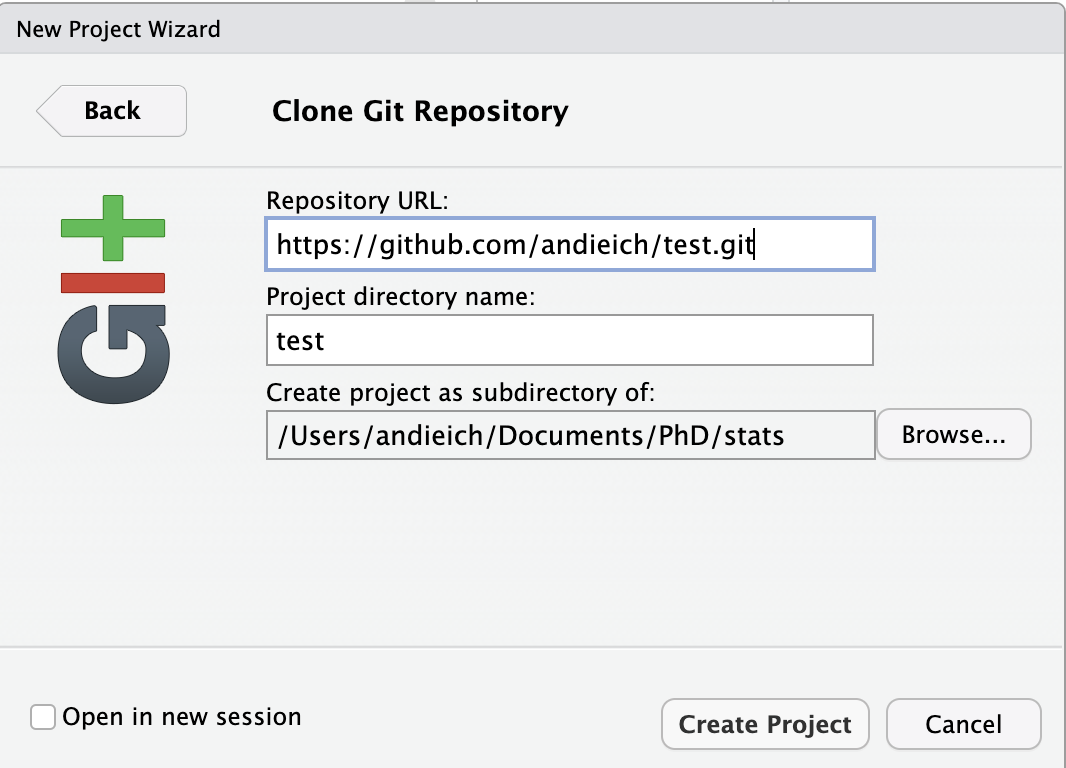 New Project Wizard
Back
Clone Git Repository
GIt
Repository URL:
https://github.com/andieich/test.git
Project directory name:
test
Create project as subdirectory of:
/Users/andieich/Documents/PhD/stats
Browse...
Open in new session
Create Project
Cancel